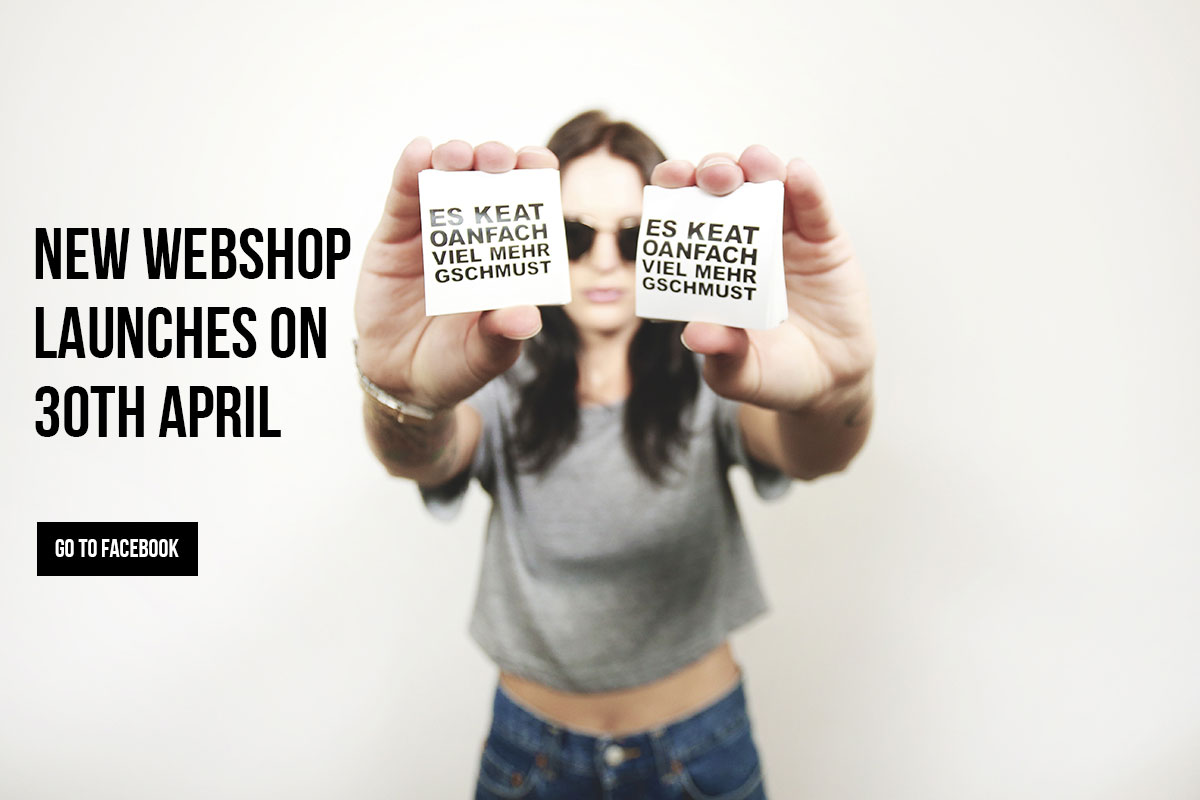 NEW WEBSHOP
LAUNCHES ON
30TH APRIL
GO TO FACEBOOK
ES KEAT
OANFACH
VIEL MEHR
GSCHMUST
ES KEAT
OANFACH
VIEL MEHR
GSCHMUST